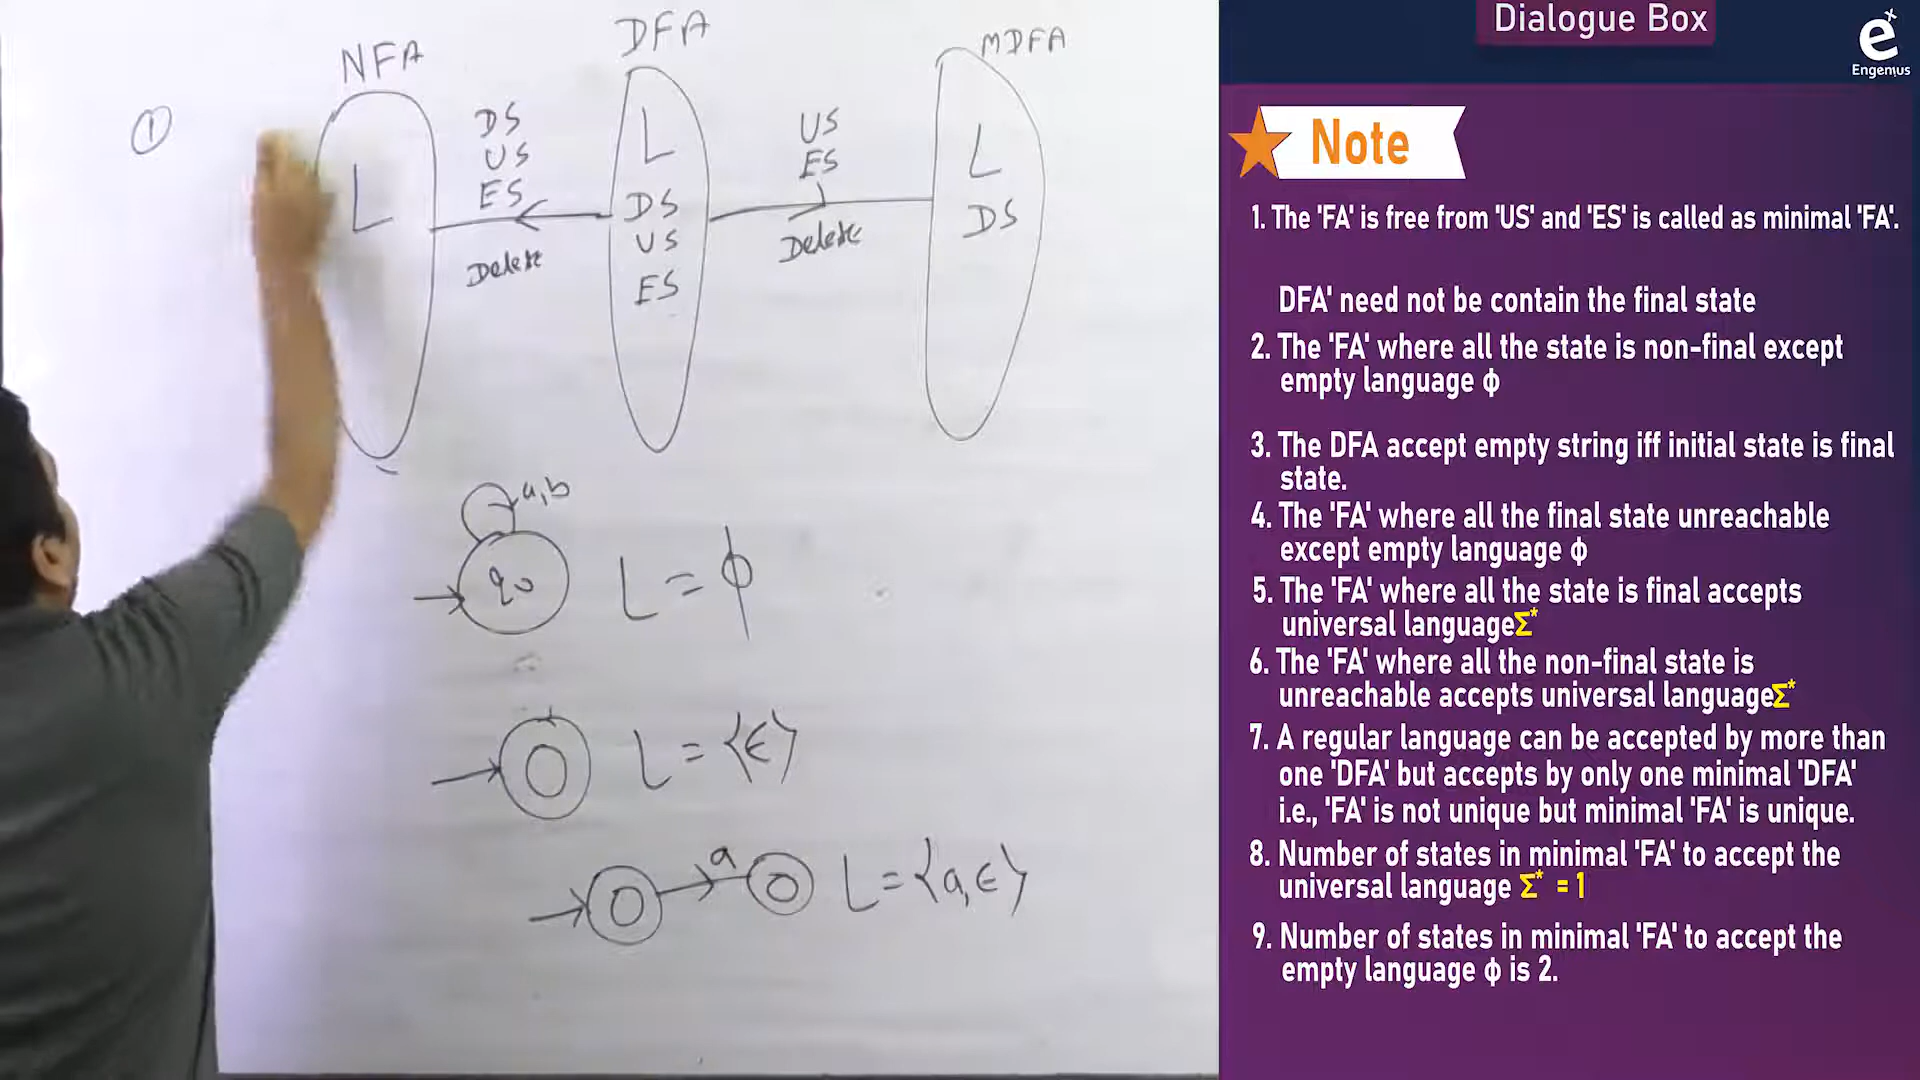 Dialogue Box
eˣ
Engenius
NFA
DFA
MDFA
①
DS
US
ES
Delete
L
L
DS
US
ES
US
ES
Delete
L
DS
a,b
q0
L = ϕ
L = {ϵ}
a
L = {a,ϵ}
Note
1. The 'FA' is free from 'US' and 'ES' is called as minimal 'FA'.
DFA' need not be contain the final state
2. The 'FA' where all the state is non-final except
empty language ϕ
3. The DFA accept empty string iff initial state is final
state.
4. The 'FA' where all the final state unreachable
except empty language ϕ
5. The 'FA' where all the state is final accepts
universal languageΣ*
6. The 'FA' where all the non-final state is
unreachable accepts universal languageΣ*
7. A regular language can be accepted by more than
one 'DFA' but accepts by only one minimal 'DFA'
i.e., 'FA' is not unique but minimal 'FA' is unique.
8. Number of states in minimal 'FA' to accept the
universal language Σ* = 1
9. Number of states in minimal 'FA' to accept the
empty language ϕ is 2.